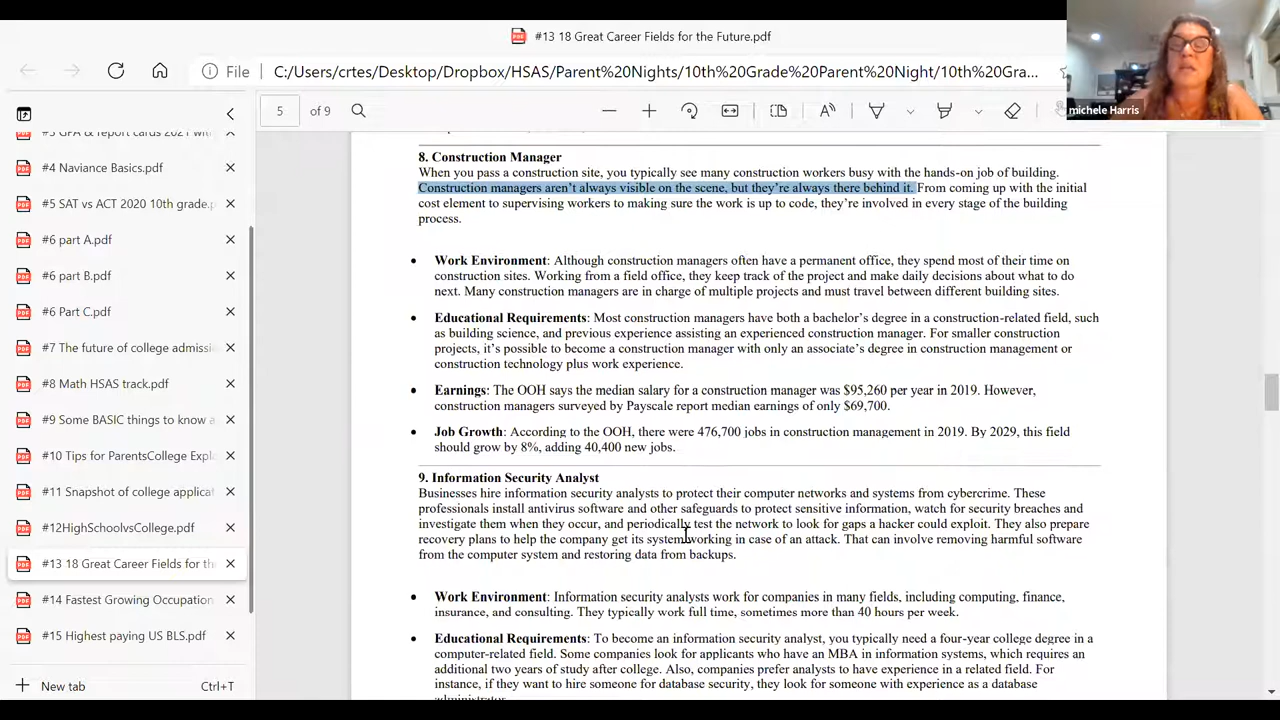 #13 18 Great Career Fields for the Future.pdf
File
C:/Users/crtes/Desktop/Dropbox/HSAS/Parent%20Nights/10th%20Grade%20Parent%20Night/10th%20Gra...
michele Harris
5 of 9
#3 GPA & report cards 2021 with
#4 Naviance Basics.pdf
#5 SAT vs ACT 2020 10th grade.p
#6 part A.pdf
#6 part B.pdf
#6 Part C.pdf
#7 The future of college admissi
#8 Math HSAS track.pdf
#9 Some BASIC things to know a
#10 Tips for ParentsCollege Expl
#11 Snapshot of college applicat
#12HighSchoolvsCollege.pdf
#13 18 Great Career Fields for th
#14 Fastest Growing Occupation
#15 Highest paying US BLS.pdf
New tab Ctrl+T
8. Construction Manager
When you pass a construction site, you typically see many construction workers busy with the hands-on job of building.
Construction managers aren't always visible on the scene, but they're always there behind it. From coming up with the initial
cost element to supervising workers to making sure the work is up to code, they're involved in every stage of the building
process.
• Work Environment: Although construction managers often have a permanent office, they spend most of their time on
construction sites. Working from a field office, they keep track of the project and make daily decisions about what to do
next. Many construction managers are in charge of multiple projects and must travel between different building sites.
• Educational Requirements: Most construction managers have both a bachelor's degree in a construction-related field, such
as building science, and previous experience assisting an experienced construction manager. For smaller construction
projects, it's possible to become a construction manager with only an associate's degree in construction management or
construction technology plus work experience.
• Earnings: The OOH says the median salary for a construction manager was $95,260 per year in 2019. However,
construction managers surveyed by Payscale report median earnings of only $69,700.
• Job Growth: According to the OOH, there were 476,700 jobs in construction management in 2019. By 2029, this field
should grow by 8%, adding 40,400 new jobs.
9. Information Security Analyst
Businesses hire information security analysts to protect their computer networks and systems from cybercrime. These
professionals install antivirus software and other safeguards to protect sensitive information, watch for security breaches and
investigate them when they occur, and periodically test the network to look for gaps a hacker could exploit. They also prepare
recovery plans to help the company get its system working in case of an attack. That can involve removing harmful software
from the computer system and restoring data from backups.
• Work Environment: Information security analysts work for companies in many fields, including computing, finance,
insurance, and consulting. They typically work full time, sometimes more than 40 hours per week.
• Educational Requirements: To become an information security analyst, you typically need a four-year college degree in a
computer-related field. Some companies look for applicants who have an MBA in information systems, which requires an
additional two years of study after college. Also, companies prefer analysts to have experience in a related field. For
instance, if they want to hire someone for database security, they look for someone with experience as a database
administrator.